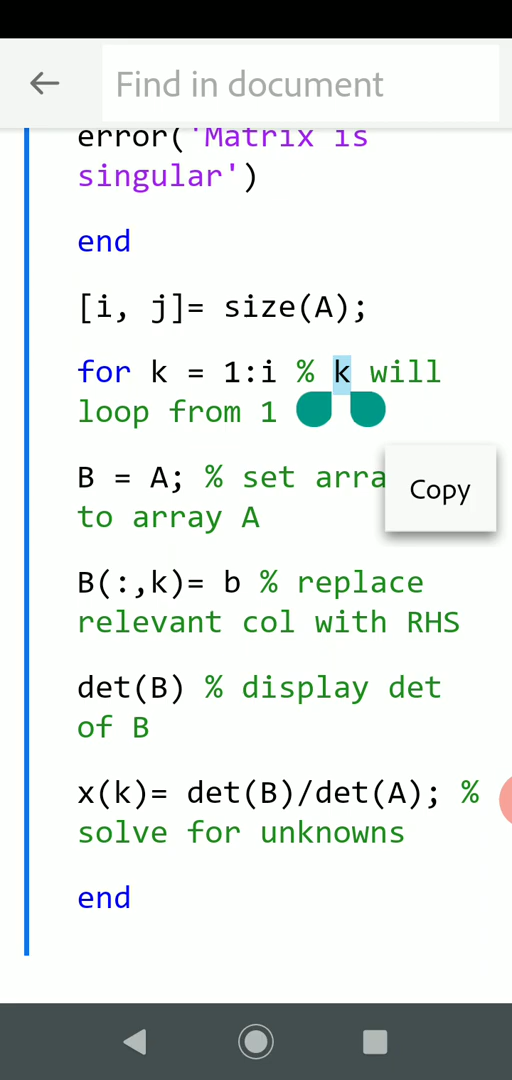 Find in document
error('Matrix is
singular')
end
[i, j]= size(A);
for k = 1:i % k will
loop from 1
B = A; % set arra
to array A
Copy
B(:,k)= b % replace
relevant col with RHS
det(B) % display det
of B
x(k)= det(B)/det(A); %
solve for unknowns
end